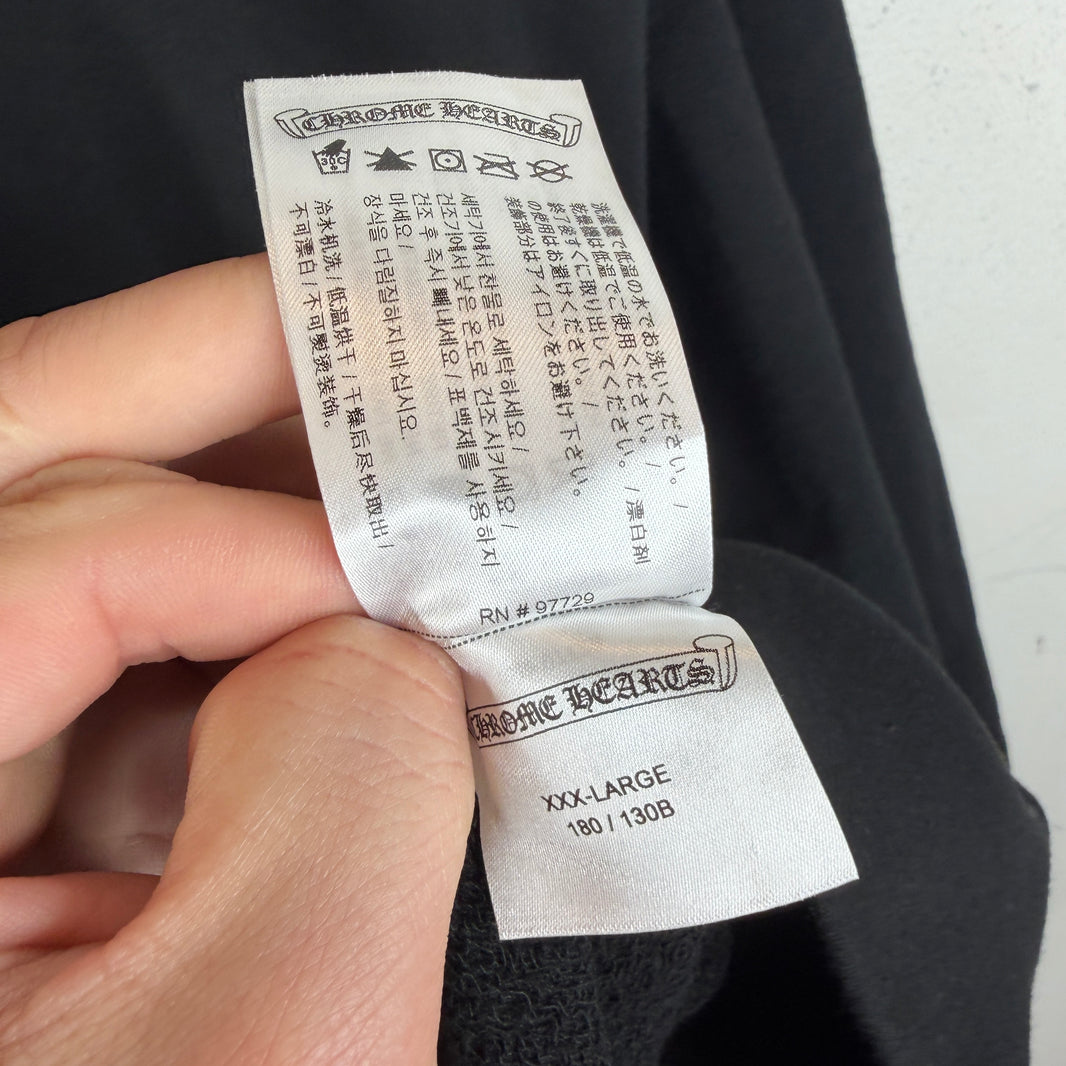 CHROME HEARTS
30C
洗濯機で低温の水でお洗いください。/
乾燥機は低温でご使用ください。/
終了後すぐに取り出してください。/漂白剤
の使用はお避けください。/
装飾部分はアイロンをお避け下さい。
세탁기에서 찬물로 세탁하세요/
건조기에서 낮은 온도로 건조시키세요/
건조 후 즉시 빼내세요/표백제를 사용하지
마세요/
장식을 다림질하지 마십시요.
冷水机洗/低温烘干/干燥后尽快取出/
不可漂白/不可熨烫装饰。
RN # 97729
CHROME HEARTS
XXX-LARGE
180 / 130B